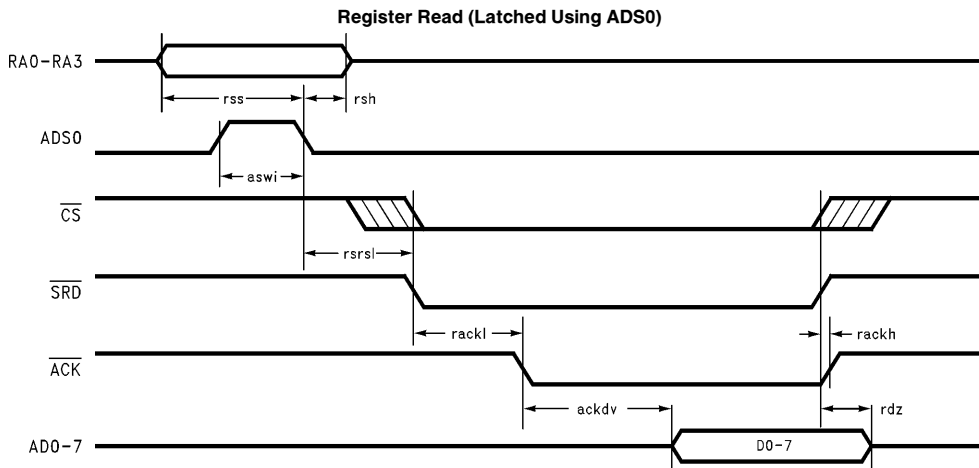 Register Read (Latched Using ADS0)
RA0-RA3
rss
rsh
ADS0
aswi
CS
rsrsl
SRD
rackl
rackh
ACK
ackdv
rdz
AD0-7
D0-7